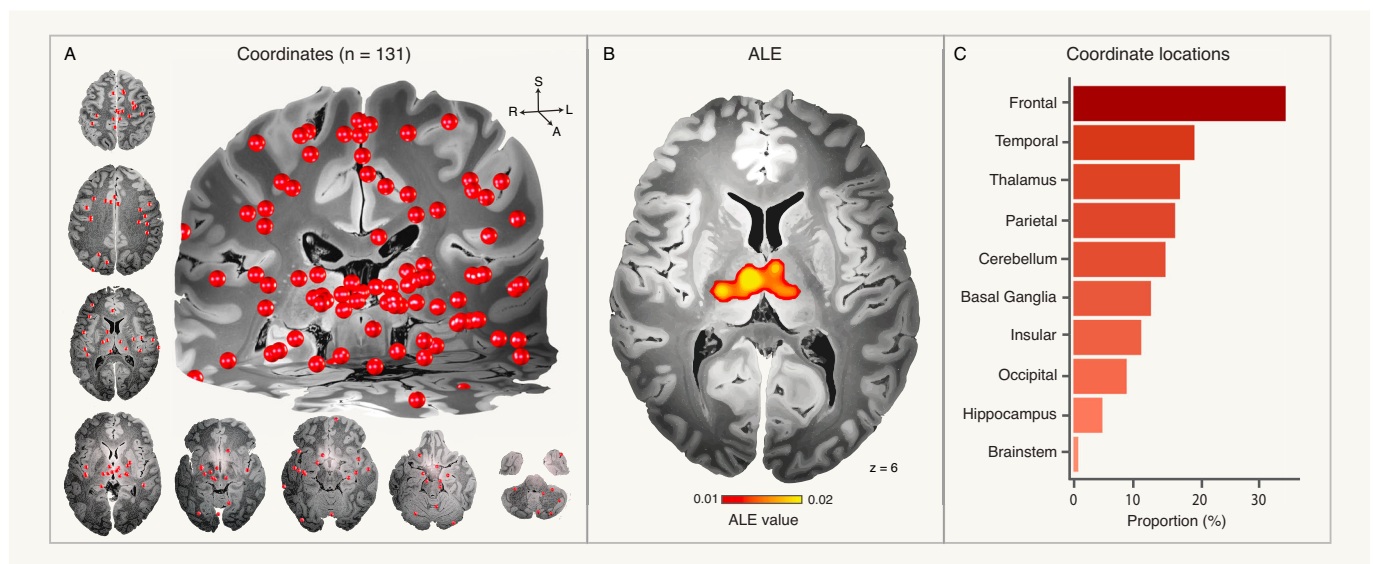 A
Coordinates (n = 131)
S
R
L
A
B
ALE
z = 6
0.01
0.02
ALE value
C
Coordinate locations
Frontal
Temporal
Thalamus
Parietal
Cerebellum
Basal Ganglia
Insular
Occipital
Hippocampus
Brainstem
0
10
20
30
Proportion (%)